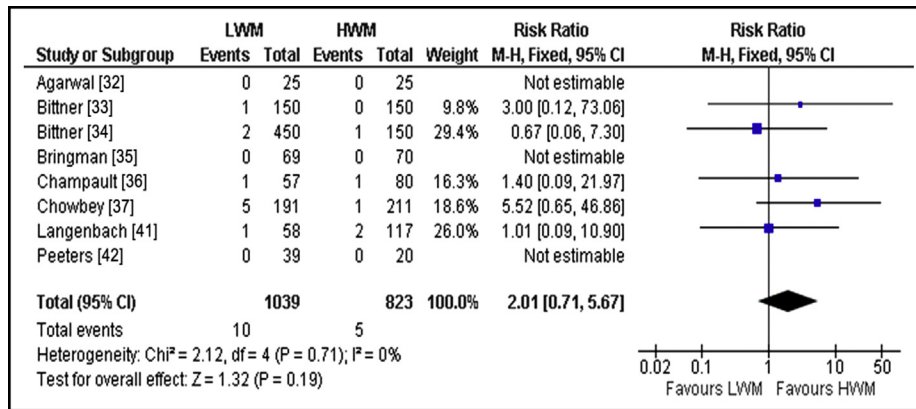 LWM HWM Risk Ratio Risk Ratio
Study or Subgroup Events Total Events Total Weight M-H, Fixed, 95% CI M-H, Fixed, 95% CI
Agarwal [32] 0 25 0 25 Not estimable
Bittner [33] 1 150 0 150 9.8% 3.00 [0.12, 73.06]
Bittner [34] 2 450 1 150 29.4% 0.67 [0.06, 7.30]
Bringman [35] 0 69 0 70 Not estimable
Champault [36] 1 57 1 80 16.3% 1.40 [0.09, 21.97]
Chowbey [37] 5 191 1 211 18.6% 5.52 [0.65, 46.86]
Langenbach [41] 1 58 2 117 26.0% 1.01 [0.09, 10.90]
Peeters [42] 0 39 0 20 Not estimable
Total (95% CI) 1039 823 100.0% 2.01 [0.71, 5.67]
Total events 10 5
Heterogeneity: Chi² = 2.12, df = 4 (P = 0.71); I² = 0%
Test for overall effect: Z = 1.32 (P = 0.19)
0.02 0.1 1 10 50
Favours LWM Favours HWM